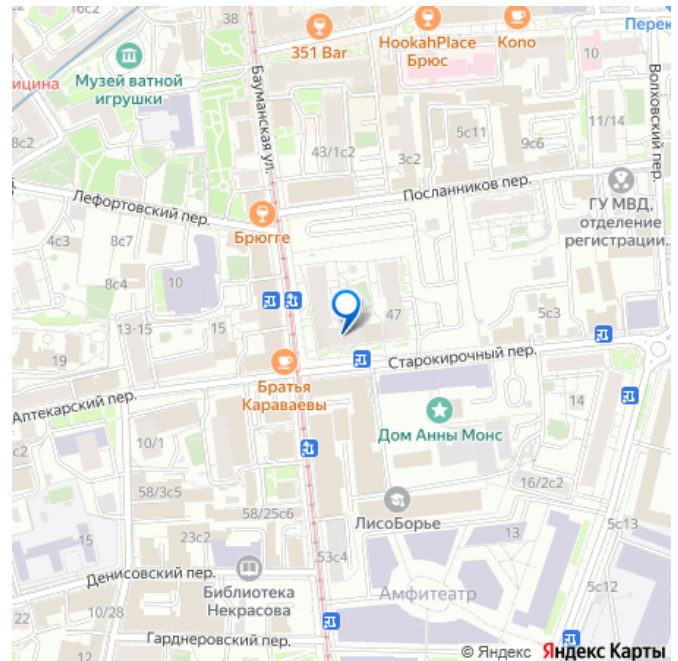 38
351 Bar
HookahPlace
Брюс
Коно
Перек
10
Музей ватной
игрушки
ицина
8с2
Бауманская ул.
43/1с2
3с2
5с11
9с6
11/14
Волховский пер.
Посланников пер.
ГУ МВД,
отделение
регистрации...
Лефортовский пер.
Брюгге
4с3
8с7
8с4
10
13-15
15
19
47
5с3
Старокирочный пер.
Братья
Караваевы
Аптекарский пер.
с2
10/1
Дом Анны Монс
14
58/3с5
58/25с6
16/2с2
ЛисоБорье
13
5с13
15
23с2
53с4
Денисовский пер.
Библиотека
Некрасова
Амфитеатр
5с12
10/28
Гарднеровский пер.
12
© Яндекс Яндекс Карты